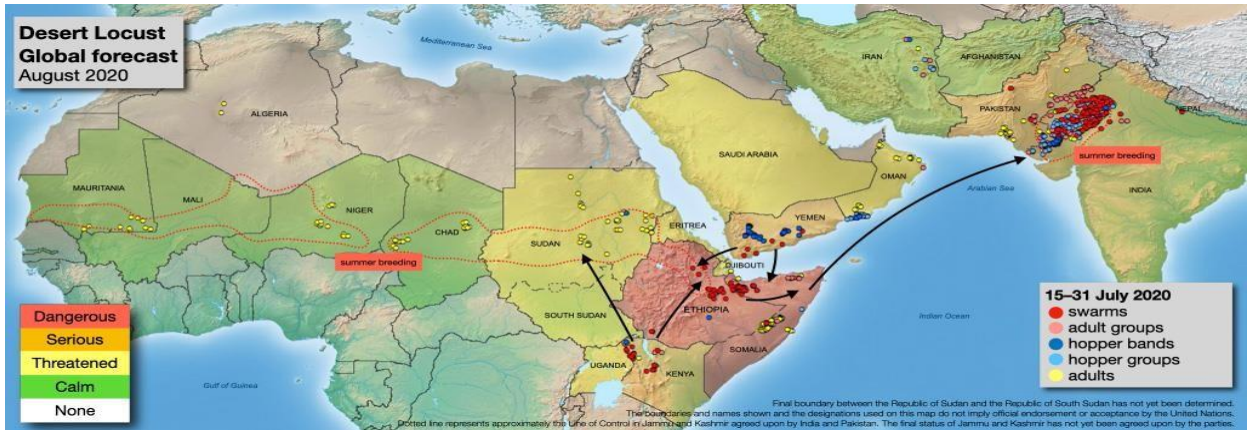 Desert Locust
Global forecast
August 2020
Mediterranean Sea
IRAN
AFGHANISTAN
PAKISTAN
NEPAL
ALGERIA
SAUDI ARABIA
summer breeding
OMAN
Arabian Sea
INDIA
MAURITANIA
MALI
NIGER
CHAD
SUDAN
ERITREA
YEMEN
summer breeding
DJIBOUTI
ETHIOPIA
SOUTH SUDAN
SOMALIA
UGANDA
KENYA
Gulf of Guinea
Indian Ocean
Dangerous
Serious
Threatened
Calm
None
15–31 July 2020
swarms
adult groups
hopper bands
hopper groups
adults
Final boundary between the Republic of Sudan and the Republic of South Sudan has not yet been determined.
The boundaries and names shown and the designations used on this map do not imply official endorsement or acceptance by the United Nations.
Dotted line represents approximately the Line of Control in Jammu and Kashmir agreed upon by India and Pakistan. The final status of Jammu and Kashmir has not yet been agreed upon by the parties.